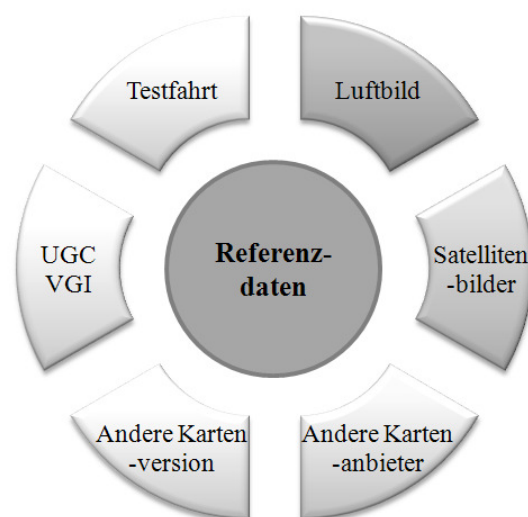 Testfahrt
Luftbild
UGC
VGI
Referenz-
daten
Satelliten
-bilder
Andere Karten
-version
Andere Karten
-anbieter